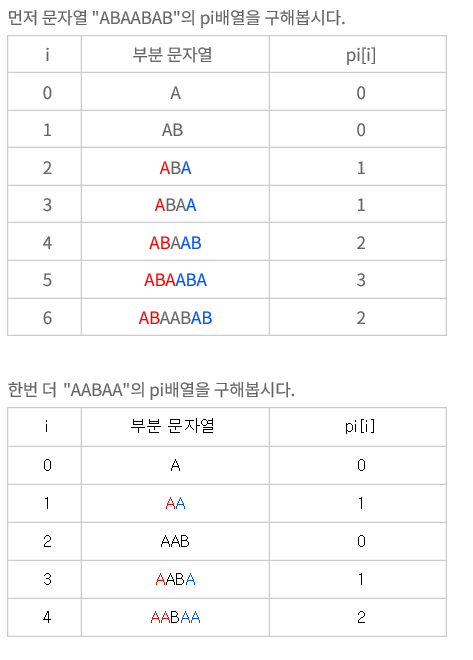 먼저 문자열 "ABAABAB"의 pi배열을 구해봅시다.
i 부분 문자열 pi[i]
0 A 0
1 AB 0
2 ABA 1
3 ABAA 1
4 ABAAB 2
5 ABAABA 3
6 ABAABAB 2
한번 더 "AABAA"의 pi배열을 구해봅시다.
i 부분 문자열 pi[i]
0 A 0
1 AA 1
2 AAB 0
3 AABA 1
4 AABAA 2